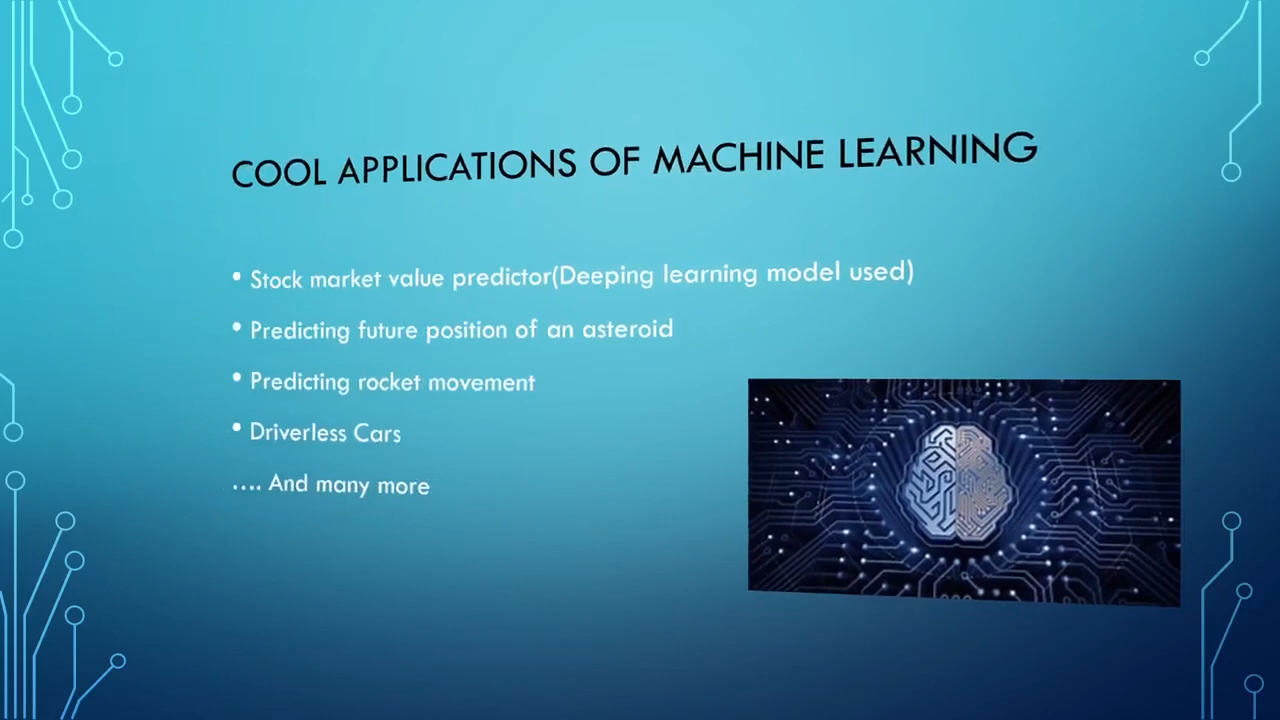 COOL APPLICATIONS OF MACHINE LEARNING
• Stock market value predictor(Deeping learning model used)
• Predicting future position of an asteroid
• Predicting rocket movement
• Driverless Cars
…. And many more